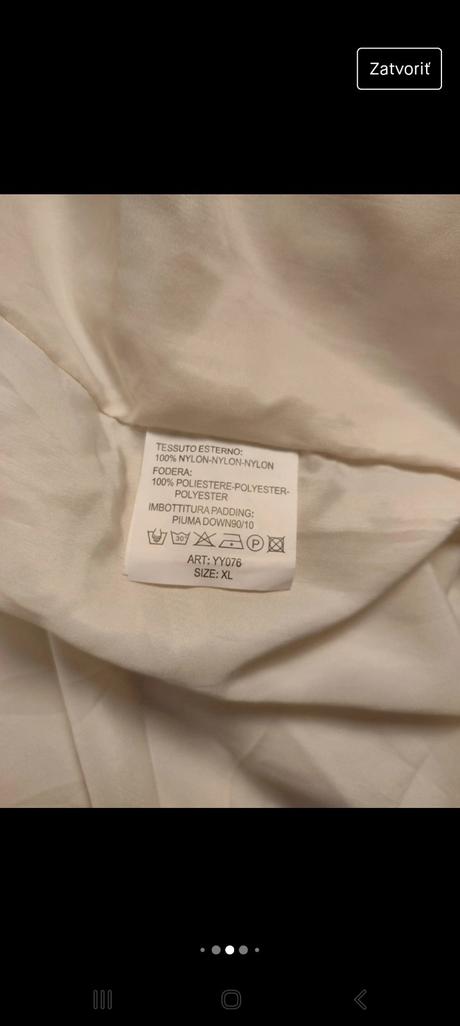 Zatvoriť
TESSUTO ESTERNO:
100% NYLON-NYLON-NYLON
FODERA:
100% POLIESTERE-POLYESTER-
POLYESTER
IMBOTTITURA PADDING:
PIUMA DOWN90/10
30°
P
ART: YY076
SIZE: XL